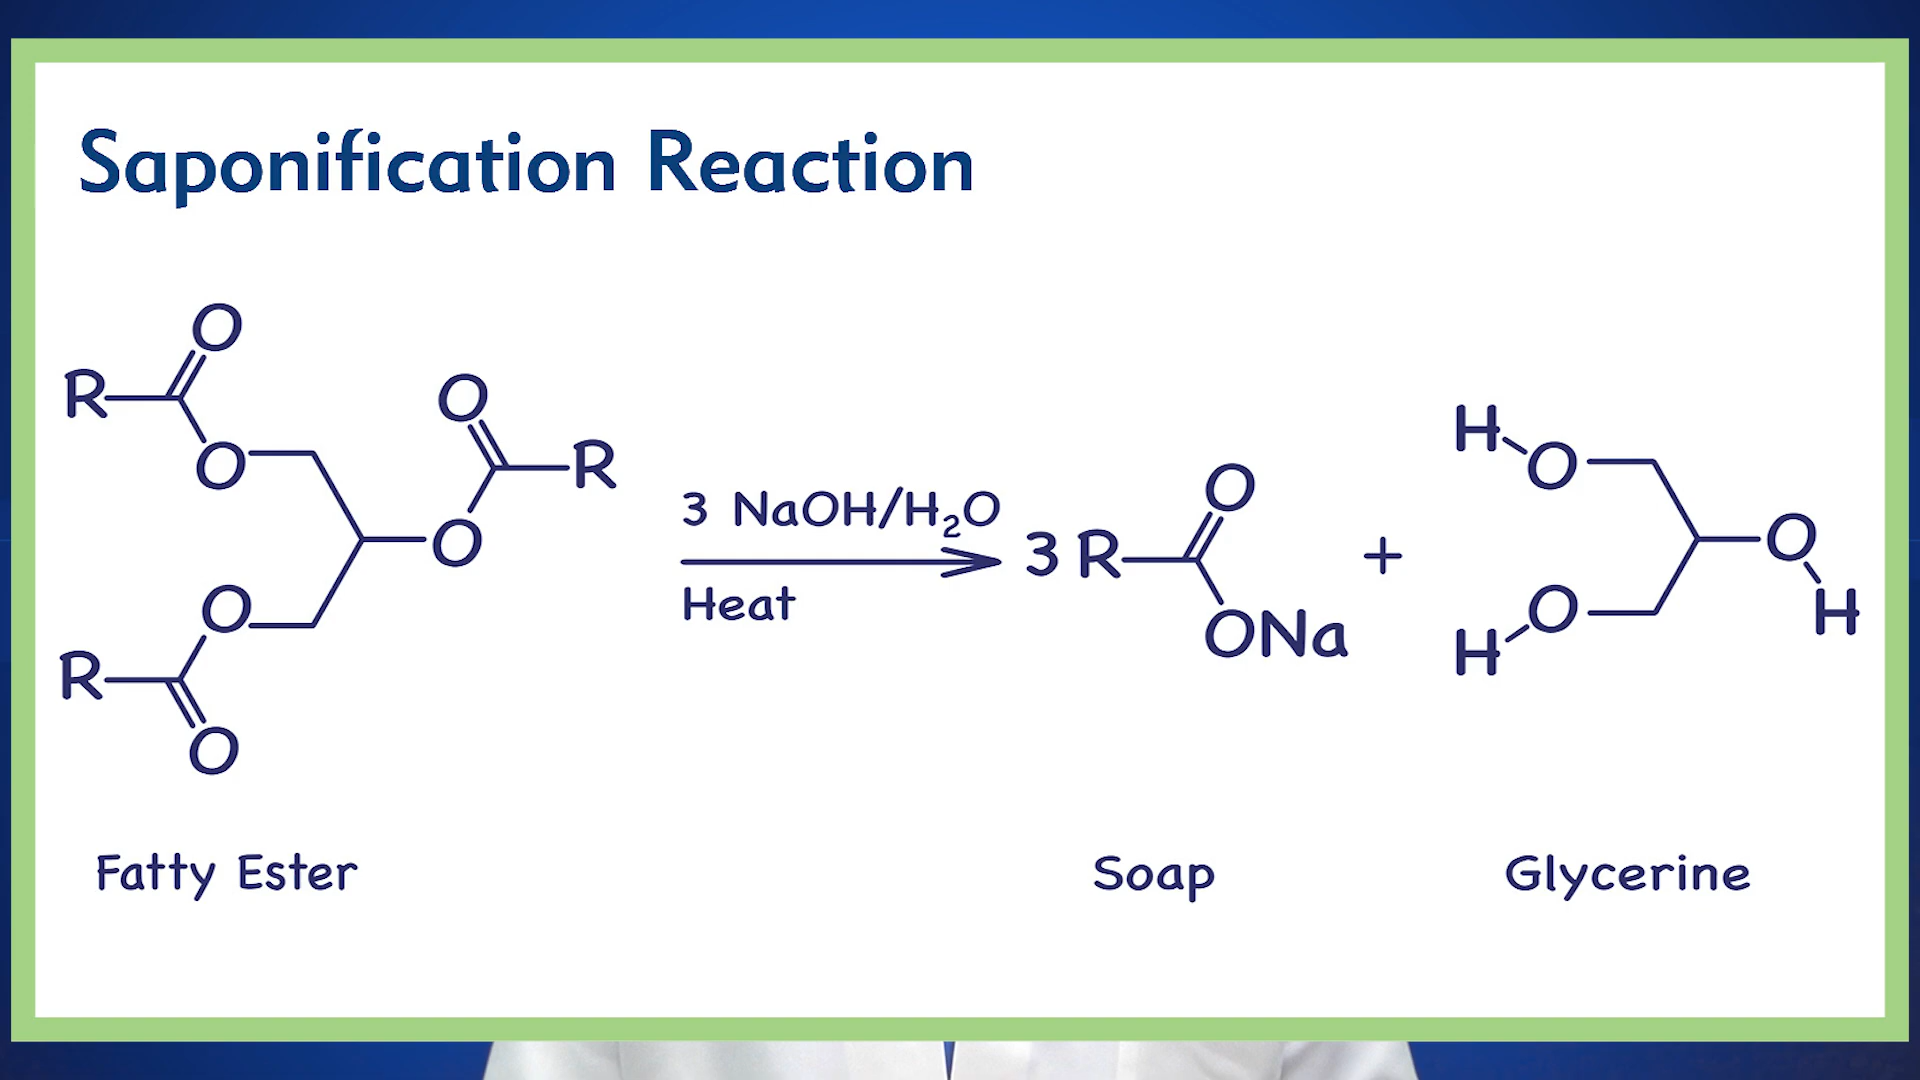 Saponification Reaction
R
O
O
O
R
O
O
R
O
3 NaOH/H₂O
Heat
3 R
O
ONa
+
H
O
O
H
O
H
Fatty Ester
Soap
Glycerine